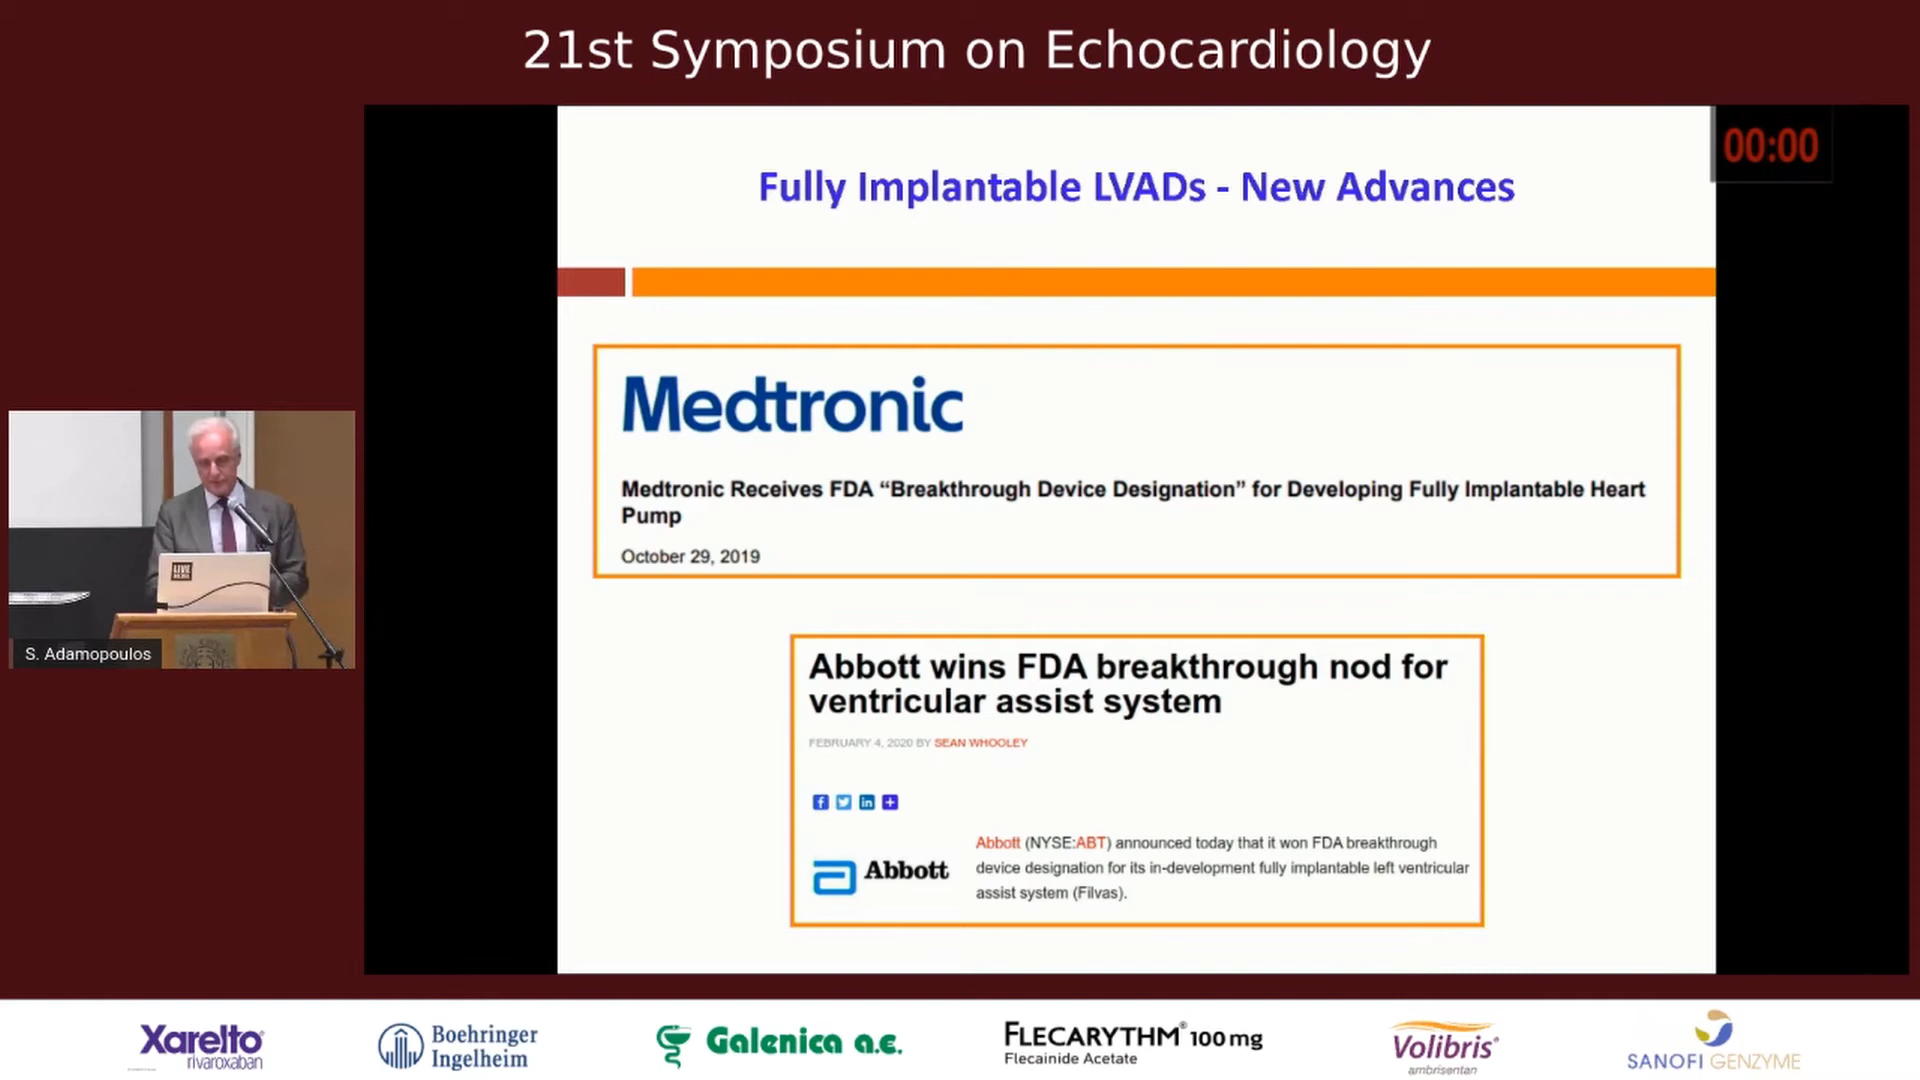 21st Symposium on Echocardiology
00:00
Fully Implantable LVADs - New Advances
Medtronic
Medtronic Receives FDA “Breakthrough Device Designation” for Developing Fully Implantable Heart
Pump
October 29, 2019
Abbott wins FDA breakthrough nod for
ventricular assist system
FEBRUARY 4, 2020 BY SEAN WHOOLEY
Abbott
Abbott (NYSE:ABT) announced today that it won FDA breakthrough
device designation for its in-development fully implantable left ventricular
assist system (Filvas).
LIVE
S. Adamopoulos
Xarelto®
rivaroxaban
Boehringer
Ingelheim
Galenica a.e.
FLECARYTHM® 100mg
Flecainide Acetate
Volibris®
ambrisentan
SANOFI GENZYME